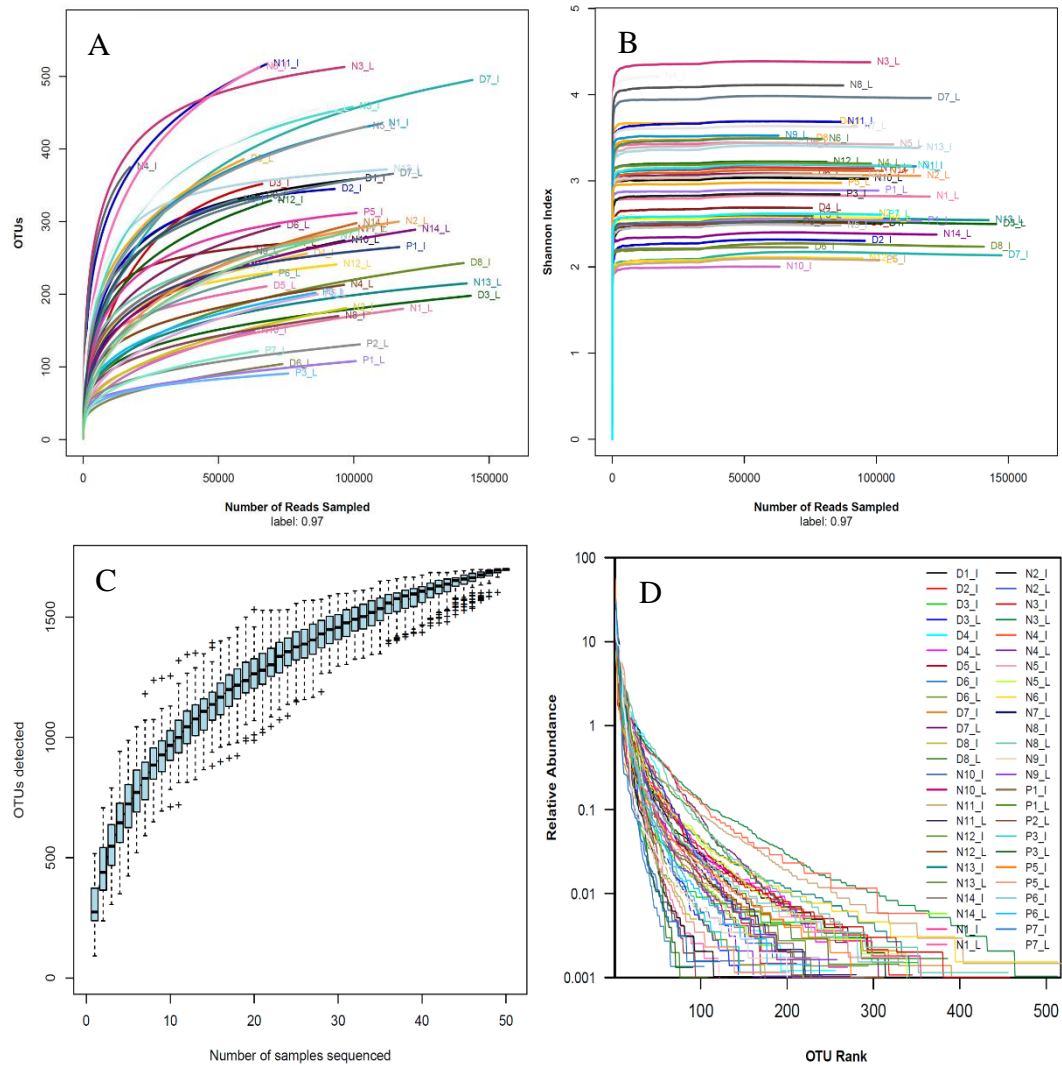 A
OTUs
0
100
200
300
400
500
N11_I
N3_L
D7_I
N1_I
N4_I
D3_I
N12_I
D1_I
D7_L
D2_I
P5_I
N2_L
D6_L
N14_L
N10_L
P1_I
N12_L
P6_L
D8_I
D5_L
N4_L
N13_L
D3_L
N8_I
N1_L
P2_L
P7_L
D6_I
P1_L
P3_L
0
50000
100000
150000
Number of Reads Sampled
label: 0.97
B
Shannon Index
0
1
2
3
4
5
N3_L
N8_L
D7_L
N11_I
N9_L
N6_I
N5_L
N13_I
N12_L
N4_L
N2_L
N10_L
P5_L
P1_L
P3_L
N1_L
D4_L
D3_L
N14_L
D2_I
D6_I
D8_I
D7_I
N10_I
0
50000
100000
150000
Number of Reads Sampled
label: 0.97
C
OTUs detected
0
500
1000
1500
0
10
20
30
40
50
Number of samples sequenced
D
Relative Abundance
100
10
1
0.1
0.01
0.001
100
200
300
400
500
OTU Rank
D1_I N2_I
D2_I N2_L
D3_I N3_I
D3_L N3_L
D4_I N4_I
D4_L N4_L
D5_L N5_I
D6_I N5_L
D6_L N6_I
D7_I N7_L
D7_L N8_I
D8_I N8_L
D8_L N9_I
N10_I N9_L
N10_L P1_I
N11_I P1_L
N11_L P2_L
N12_I P3_I
N12_L P3_L
N13_I P5_I
N13_L P5_L
N14_I P6_I
N14_L P6_L
N1_I P7_I
N1_L P7_L